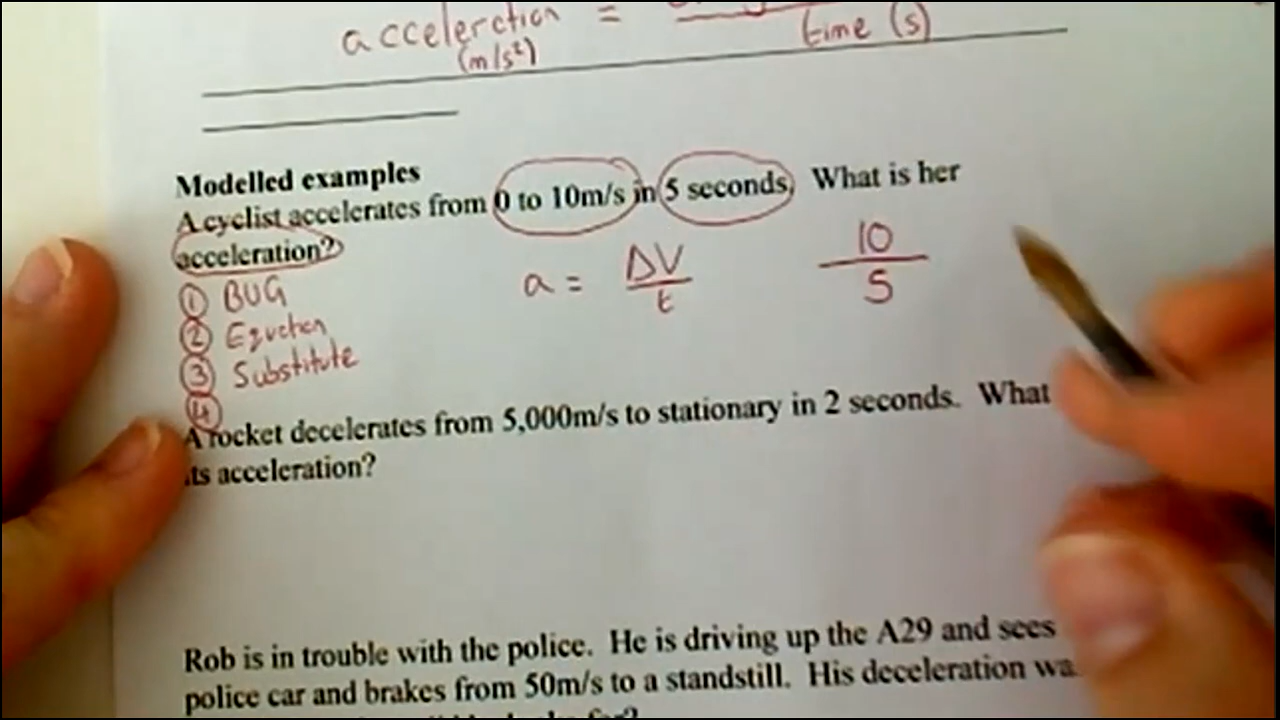 accelerction =
(m/s²)
time (s)
Modelled examples
A cyclist accelerates from 0 to 10m/s in 5 seconds. What is her
acceleration?
① BUG
② Equction
③ Substitute
④
a = ΔV
t
10
5
A rocket decelerates from 5,000m/s to stationary in 2 seconds. What
its acceleration?
Rob is in trouble with the police. He is driving up the A29 and sees
police car and brakes from 50m/s to a standstill. His deceleration wa